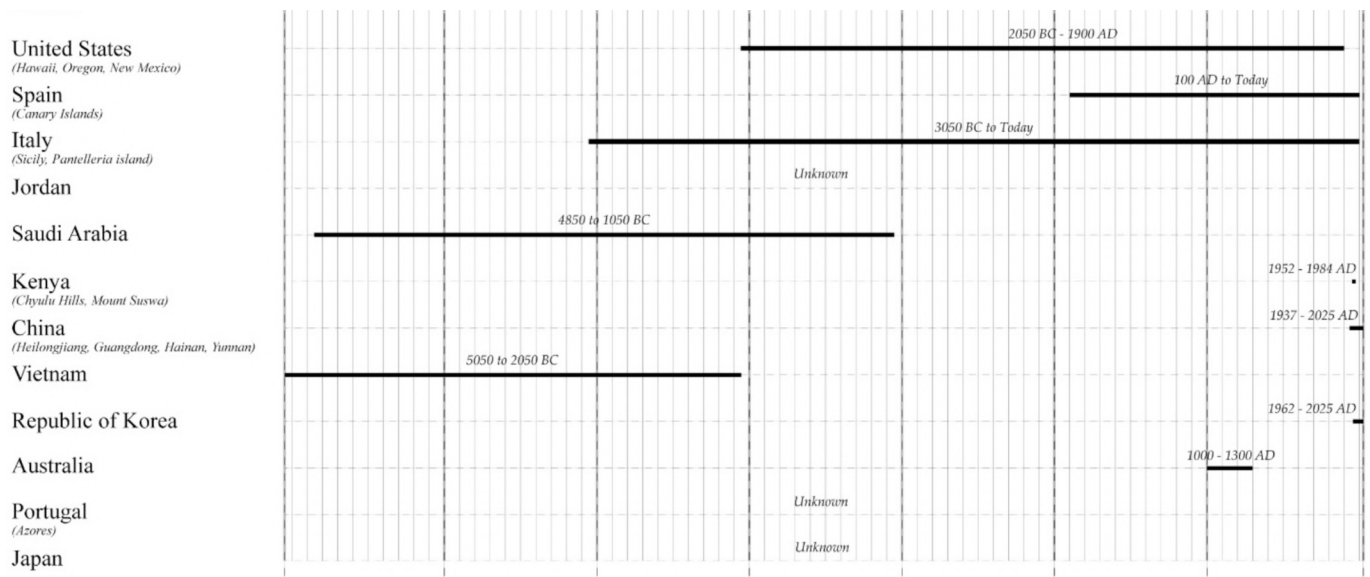 2050 BC - 1900 AD
United States
(Hawaii, Oregon, New Mexico)
100 AD to Today
Spain
(Canary Islands)
3050 BC to Today
Italy
(Sicily, Pantelleria island)
Unknown
Jordan
4850 to 1050 BC
Saudi Arabia
1952 - 1984 AD
Kenya
(Chyulu Hills, Mount Suswa)
1937 - 2025 AD
China
(Heilongjiang, Guangdong, Hainan, Yunnan)
5050 to 2050 BC
Vietnam
1962 - 2025 AD
Republic of Korea
1000 - 1300 AD
Australia
Unknown
Portugal
(Azores)
Unknown
Japan